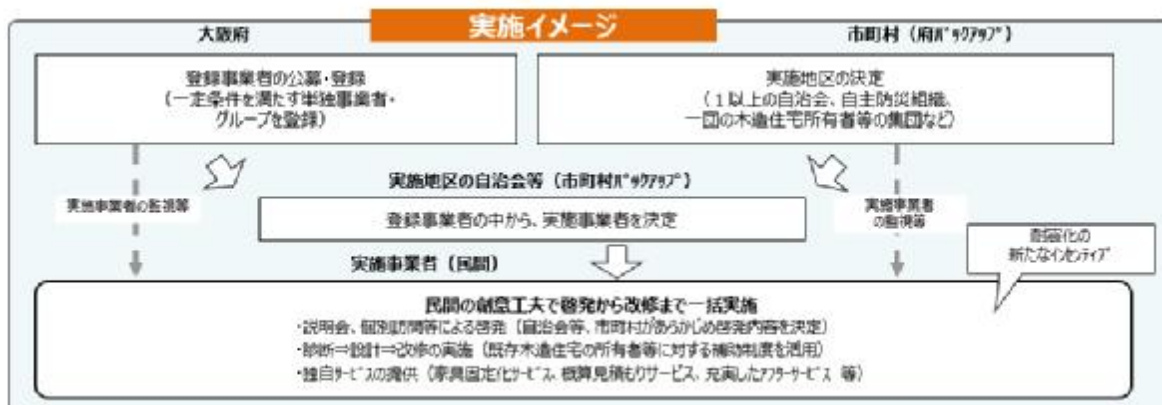 実施イメージ
大阪府
市町村（府ﾊﾞｯｸｱｯﾌﾟ）
登録事業者の公募・登録
（一定条件を満たす単独事業者・
グループを登録）
実施地区の決定
（１以上の自治会、自主防災組織、
一団の木造住宅所有者等の集団など）
実施事業者の監視等
実施地区の自治会等（市町村ﾊﾞｯｸｱｯﾌﾟ）
登録事業者の中から、実施事業者を決定
実施事業者
の監視等
耐震化の
新たなｲﾝｾﾝﾃｨﾌﾞ
実施事業者（民間）
民間の創意工夫で啓発から改修まで一括実施
・説明会、個別訪問等による啓発（自治会等、市町村があらかじめ啓発内容を決定）
・診断⇒設計⇒改修の実施（既存木造住宅の所有者等に対する補助制度を活用）
・独自ｻｰﾋﾞｽの提供（家具固定化ｻｰﾋﾞｽ、概算見積もりｻｰﾋﾞｽ、充実したｱﾌﾀｰｻｰﾋﾞｽ 等）